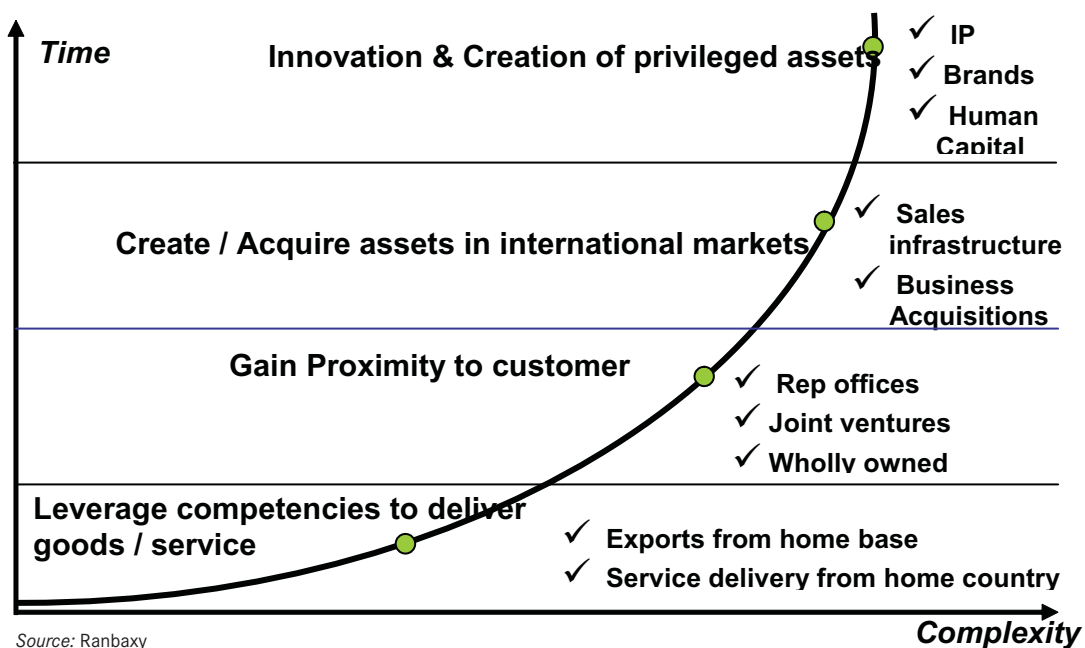 Time
Innovation & Creation of privileged assets
✓ IP
✓ Brands
✓ Human
Capital
Create / Acquire assets in international markets
✓ Sales
infrastructure
✓ Business
Acquisitions
Gain Proximity to customer
✓ Rep offices
✓ Joint ventures
✓ Wholly owned
Leverage competencies to deliver
goods / service
✓ Exports from home base
✓ Service delivery from home country
Complexity
Source: Ranbaxy